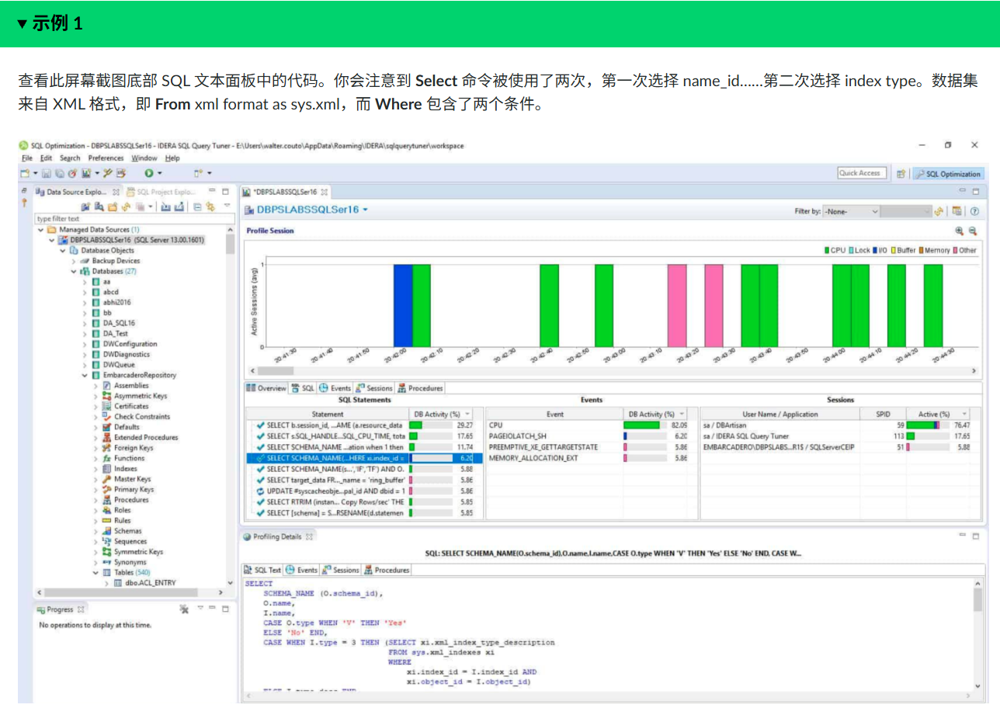 ▼ 示例 1
查看此屏幕截图底部 SQL 文本面板中的代码。你会注意到 Select 命令被使用了两次，第一次选择 name_id……第二次选择 index type。数据集
来自 XML 格式，即 From xml format as sys.xml，而 Where 包含了两个条件。
SQL Optimization - DBPSLABSSQLSer16 - IDERA SQL Query Tuner - E:\Users\walter.couto\AppData\Roaming\IDERA\sqlquerytuner\workspace
File Edit Search Preferences Window Help
Quick Access SQL Optimization
Data Source Explo... SQL Project Explo...
type filter text
Managed Data Sources (1)
DBPSLABSSQLSer16 (SQL Server 13.00.1601)
Database Objects
Backup Devices
Databases (27)
aa
abcd
abhi2016
bb
DA_SQL16
DA_Test
DWConfiguration
DWDiagnostics
DWQueue
EmbarcaderoRepository
Assemblies
Asymmetric Keys
Certificates
Check Constraints
Defaults
Extended Procedures
Foreign Keys
Functions
Indexes
Master Keys
Primary Keys
Procedures
Roles
Rules
Schemas
Sequences
Symmetric Keys
Synonyms
Tables (540)
dbo.ACL_ENTRY
Progress
No operations to display at this time.
*DBPSLABSSQLSer16
DBPSLABSSQLSer16
Filter by: -None-
Profile Session
CPU Lock I/O Buffer Memory Other
Active Sessions (avg)
1
0
20:41:30 20:41:40 20:41:50 20:42:00 20:42:10 20:42:20 20:42:30 20:42:40 20:42:50 20:43:00 20:43:10 20:43:20 20:43:30 20:43:40 20:43:50 20:44:00 20:44:10 20:44:20 20:44:30
Overview SQL Events Sessions Procedures
SQL Statements
Statement DB Activity (%)
SELECT b.session_id, ...AME (a.resource_data 29.27
SELECT s.SQL_HANDLE...SQL_CPU_TIME, tota 17.65
SELECT SCHEMA_NAME ...ation when 1 then 11.74
SELECT SCHEMA_NAME(...HERE xi.index_id = 6.20
SELECT SCHEMA_NAME(s...','IF','TF') AND O. 5.88
SELECT target_data FR..._name = 'ring_buffer' 5.86
UPDATE #syscacheobje...pal_id AND dbid = 1 5.86
SELECT RTRIM (instan... Copy Rows/sec' THE 5.85
SELECT [schema] = S...RSENAME(d.statemen 5.85
Events
Event DB Activity (%)
CPU 82.09
PAGEIOLATCH_SH 6.20
PREEMPTIVE_XE_GETTARGETSTATE 5.86
MEMORY_ALLOCATION_EXT 5.86
Sessions
User Name / Application SPID Active (%)
sa / DBArtisan 59 76.47
sa / IDERA SQL Query Tuner 113 17.65
EMBARCADERO\DBPSLABS...R1$ / SQLServerCEIP 51 5.88
Profiling Details
SQL: SELECT SCHEMA_NAME(O.schema_id),O.name,I.name,CASE O.type WHEN 'V' THEN 'Yes' ELSE 'No' END, CASE W...
SQL Text Events Sessions Procedures
SELECT
SCHEMA_NAME (O.schema_id),
O.name,
I.name,
CASE O.type WHEN 'V' THEN 'Yes'
ELSE 'No' END,
CASE WHEN I.type = 3 THEN (SELECT xi.xml_index_type_description
FROM sys.xml_indexes xi
WHERE
xi.index_id = I.index_id AND
xi.object_id = I.object_id)